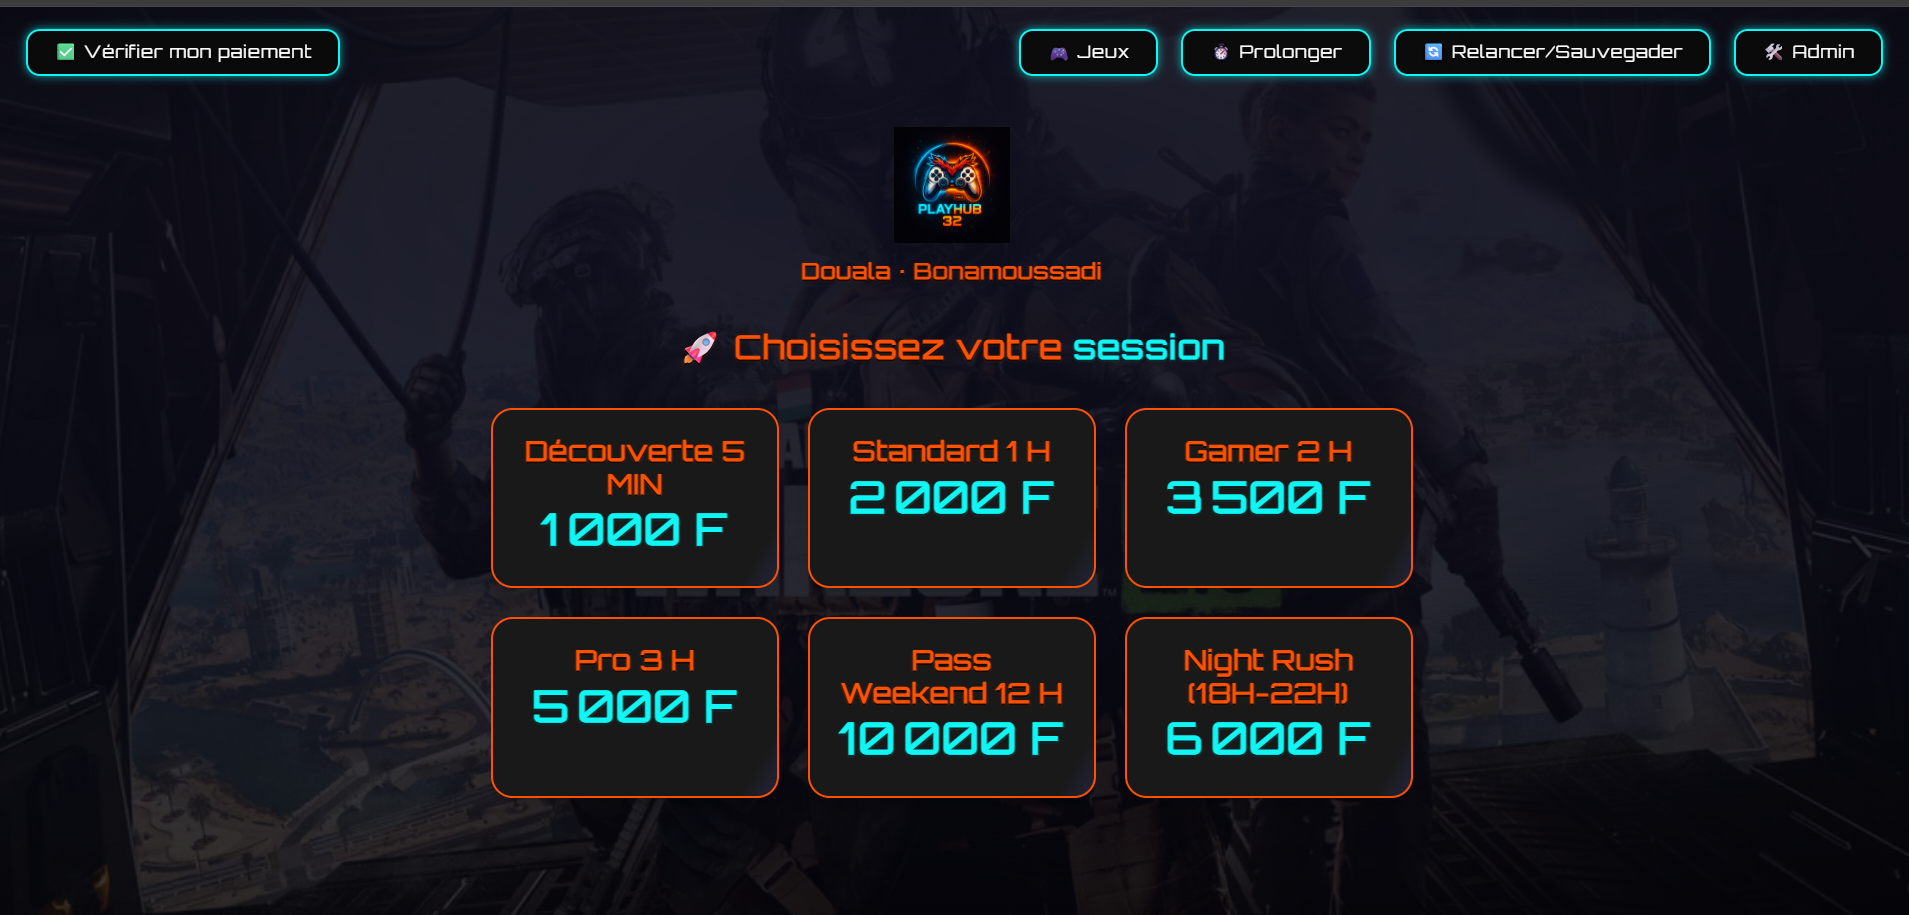 ✅ Vérifier mon paiement
🎮 Jeux
⏱️ Prolonger
🔄 Relancer/Sauvegader
🛠️ Admin
PLAYHUB
32
Douala · Bonamoussadi
🚀 Choisissez votre session
Découverte 5
MIN
1 000 F
Standard 1 H
2 000 F
Gamer 2 H
3 500 F
Pro 3 H
5 000 F
Pass
Weekend 12 H
10 000 F
Night Rush
(18H-22H)
6 000 F